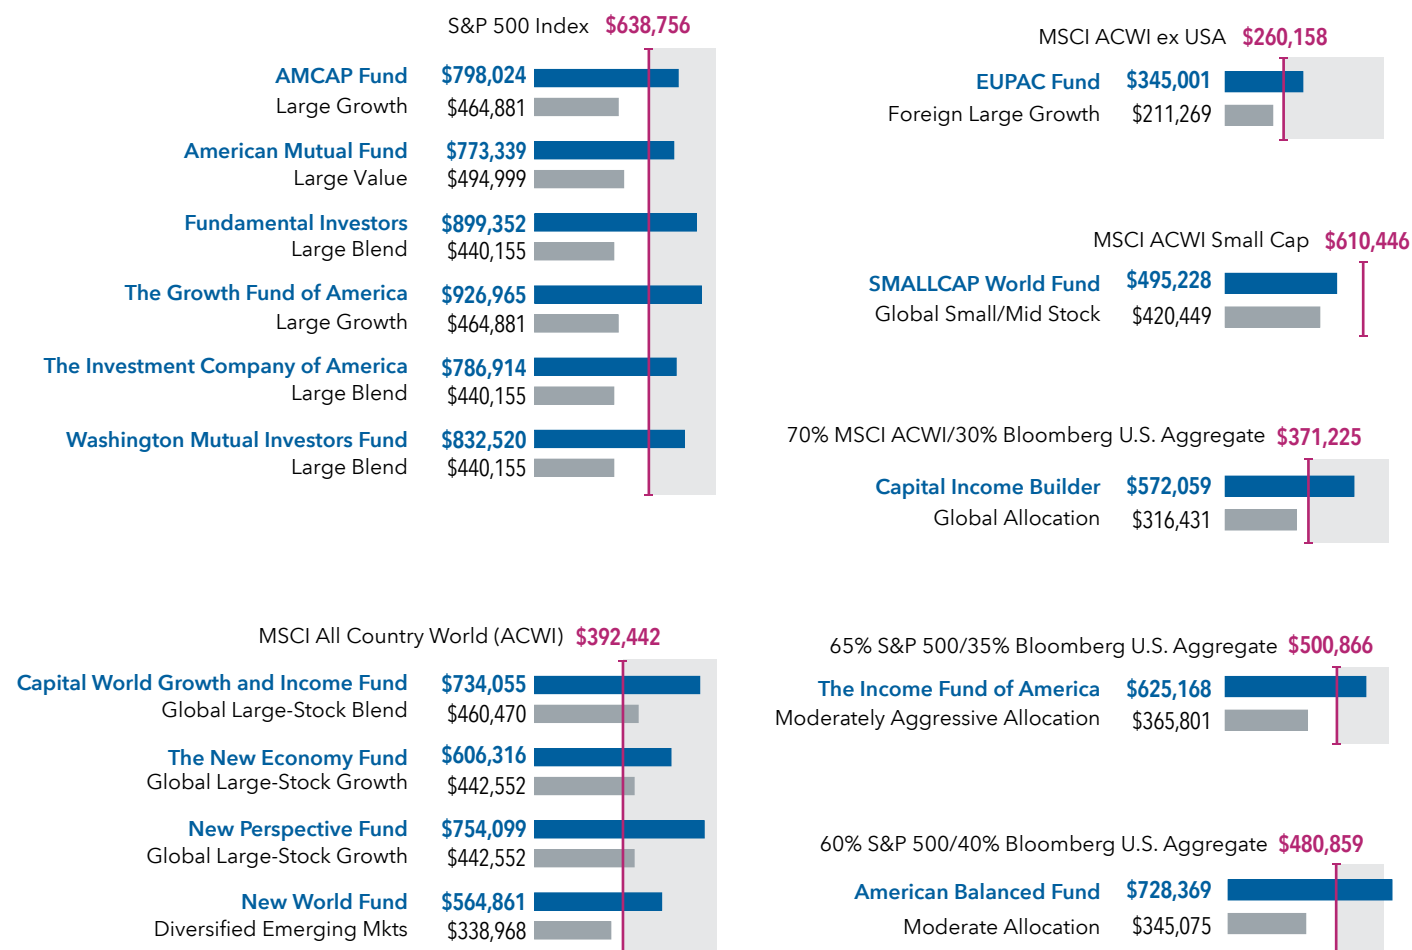 S&P 500 Index $638,756
AMCAP Fund $798,024
Large Growth $464,881
American Mutual Fund $773,339
Large Value $494,999
Fundamental Investors $899,352
Large Blend $440,155
The Growth Fund of America $926,965
Large Growth $464,881
The Investment Company of America $786,914
Large Blend $440,155
Washington Mutual Investors Fund $832,520
Large Blend $440,155
MSCI All Country World (ACWI) $392,442
Capital World Growth and Income Fund $734,055
Global Large-Stock Blend $460,470
The New Economy Fund $606,316
Global Large-Stock Growth $442,552
New Perspective Fund $754,099
Global Large-Stock Growth $442,552
New World Fund $564,861
Diversified Emerging Mkts $338,968
MSCI ACWI ex USA $260,158
EUPAC Fund $345,001
Foreign Large Growth $211,269
MSCI ACWI Small Cap $610,446
SMALLCAP World Fund $495,228
Global Small/Mid Stock $420,449
70% MSCI ACWI/30% Bloomberg U.S. Aggregate $371,225
Capital Income Builder $572,059
Global Allocation $316,431
65% S&P 500/35% Bloomberg U.S. Aggregate $500,866
The Income Fund of America $625,168
Moderately Aggressive Allocation $365,801
60% S&P 500/40% Bloomberg U.S. Aggregate $480,859
American Balanced Fund $728,369
Moderate Allocation $345,075